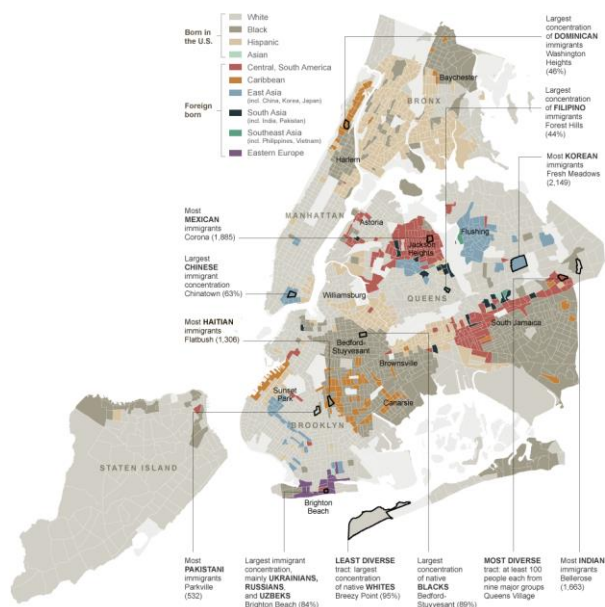 Born in
the U.S.
White
Black
Hispanic
Asian
Foreign
born
Central, South America
Caribbean
East Asia
(incl. China, Korea, Japan)
South Asia
(incl. India, Pakistan)
Southeast Asia
(incl. Philippines, Vietnam)
Eastern Europe
Largest
concentration
of DOMINICAN
immigrants
Washington
Heights
(46%)
Largest
concentration
of FILIPINO
immigrants
Forest Hills
(44%)
Most KOREAN
immigrants
Fresh Meadows
(2,149)
Baychester
BRONX
Harlem
MANHATTAN
Most
MEXICAN
immigrants
Corona (1,885)
Astoria
Jackson
Heights
Flushing
Largest
CHINESE
immigrant
concentration
Chinatown (63%)
Williamsburg
QUEENS
Most HAITIAN
immigrants
Flatbush (1,306)
Bedford-
Stuyvesant
South Jamaica
Brownsville
Sunset
Park
Canarsie
BROOKLYN
STATEN ISLAND
Brighton
Beach
Most
PAKISTANI
immigrants
Parkville
(532)
Largest immigrant
concentration,
mainly UKRAINIANS,
RUSSIANS,
and UZBEKS
Brighton Beach (84%)
LEAST DIVERSE
tract: largest
concentration
of native WHITES
Breezy Point (95%)
Largest
concentration
of native
BLACKS
Bedford-
Stuyvesant (89%)
MOST DIVERSE
tract: at least 100
people each from
nine major groups
Queens Village
Most INDIAN
immigrants
Bellerose
(1,663)